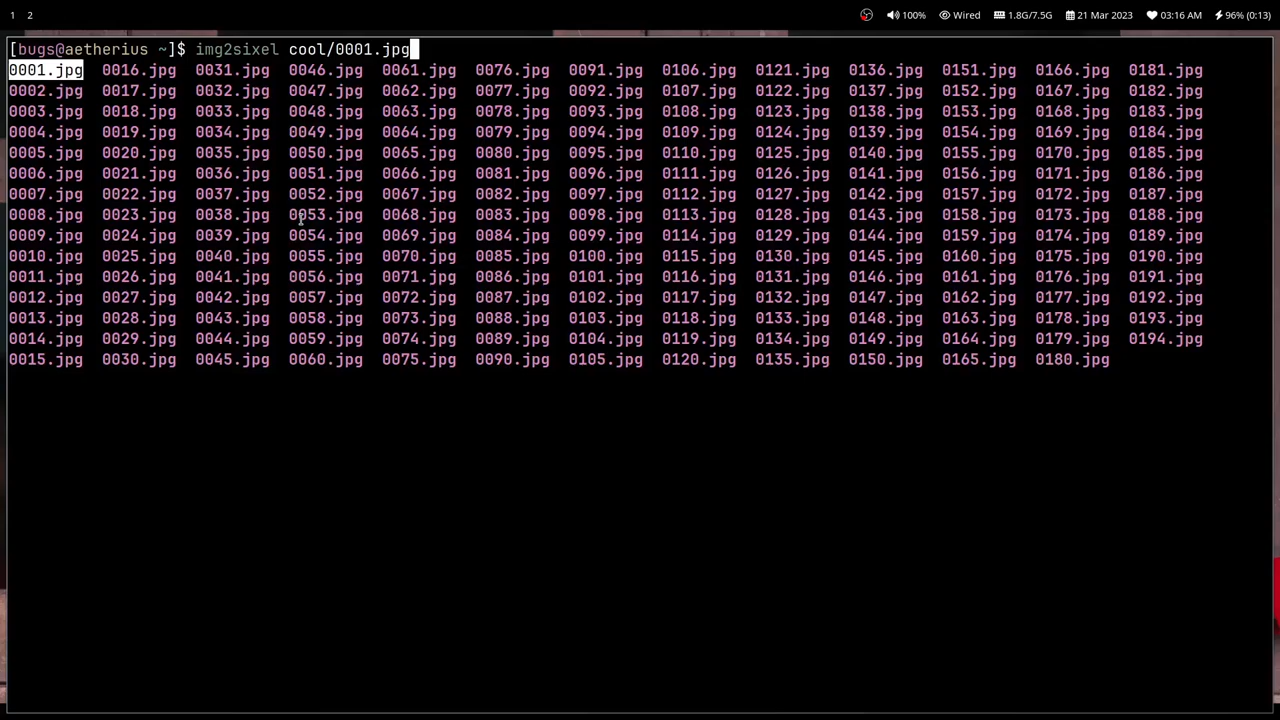 1 2 100% Wired 1.8G/7.5G 21 Mar 2023 03:16 AM 96% (0:13)
[bugs@aetherius ~]$ img2sixel cool/0001.jpg
0001.jpg 0016.jpg 0031.jpg 0046.jpg 0061.jpg 0076.jpg 0091.jpg 0106.jpg 0121.jpg 0136.jpg 0151.jpg 0166.jpg 0181.jpg
0002.jpg 0017.jpg 0032.jpg 0047.jpg 0062.jpg 0077.jpg 0092.jpg 0107.jpg 0122.jpg 0137.jpg 0152.jpg 0167.jpg 0182.jpg
0003.jpg 0018.jpg 0033.jpg 0048.jpg 0063.jpg 0078.jpg 0093.jpg 0108.jpg 0123.jpg 0138.jpg 0153.jpg 0168.jpg 0183.jpg
0004.jpg 0019.jpg 0034.jpg 0049.jpg 0064.jpg 0079.jpg 0094.jpg 0109.jpg 0124.jpg 0139.jpg 0154.jpg 0169.jpg 0184.jpg
0005.jpg 0020.jpg 0035.jpg 0050.jpg 0065.jpg 0080.jpg 0095.jpg 0110.jpg 0125.jpg 0140.jpg 0155.jpg 0170.jpg 0185.jpg
0006.jpg 0021.jpg 0036.jpg 0051.jpg 0066.jpg 0081.jpg 0096.jpg 0111.jpg 0126.jpg 0141.jpg 0156.jpg 0171.jpg 0186.jpg
0007.jpg 0022.jpg 0037.jpg 0052.jpg 0067.jpg 0082.jpg 0097.jpg 0112.jpg 0127.jpg 0142.jpg 0157.jpg 0172.jpg 0187.jpg
0008.jpg 0023.jpg 0038.jpg 0053.jpg 0068.jpg 0083.jpg 0098.jpg 0113.jpg 0128.jpg 0143.jpg 0158.jpg 0173.jpg 0188.jpg
0009.jpg 0024.jpg 0039.jpg 0054.jpg 0069.jpg 0084.jpg 0099.jpg 0114.jpg 0129.jpg 0144.jpg 0159.jpg 0174.jpg 0189.jpg
0010.jpg 0025.jpg 0040.jpg 0055.jpg 0070.jpg 0085.jpg 0100.jpg 0115.jpg 0130.jpg 0145.jpg 0160.jpg 0175.jpg 0190.jpg
0011.jpg 0026.jpg 0041.jpg 0056.jpg 0071.jpg 0086.jpg 0101.jpg 0116.jpg 0131.jpg 0146.jpg 0161.jpg 0176.jpg 0191.jpg
0012.jpg 0027.jpg 0042.jpg 0057.jpg 0072.jpg 0087.jpg 0102.jpg 0117.jpg 0132.jpg 0147.jpg 0162.jpg 0177.jpg 0192.jpg
0013.jpg 0028.jpg 0043.jpg 0058.jpg 0073.jpg 0088.jpg 0103.jpg 0118.jpg 0133.jpg 0148.jpg 0163.jpg 0178.jpg 0193.jpg
0014.jpg 0029.jpg 0044.jpg 0059.jpg 0074.jpg 0089.jpg 0104.jpg 0119.jpg 0134.jpg 0149.jpg 0164.jpg 0179.jpg 0194.jpg
0015.jpg 0030.jpg 0045.jpg 0060.jpg 0075.jpg 0090.jpg 0105.jpg 0120.jpg 0135.jpg 0150.jpg 0165.jpg 0180.jpg